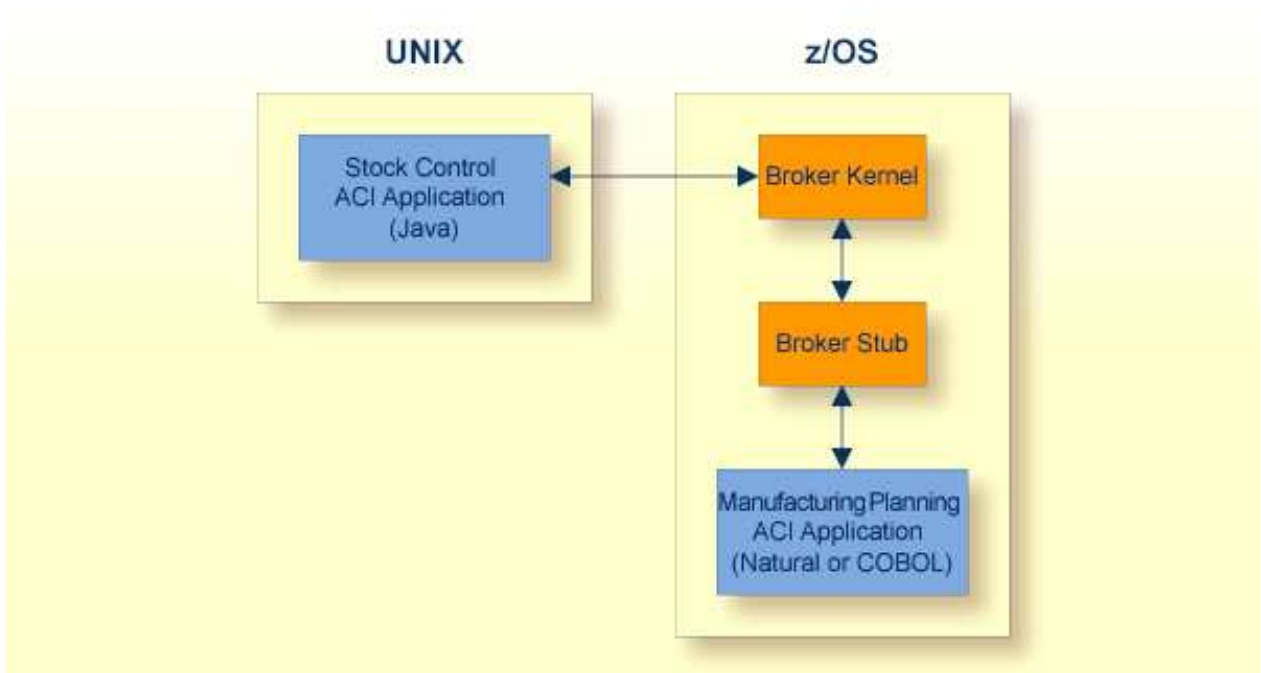 UNIX
z/OS
Stock Control
ACI Application
(Java)
Broker Kernel
Broker Stub
Manufacturing Planning
ACI Application
(Natural or COBOL)